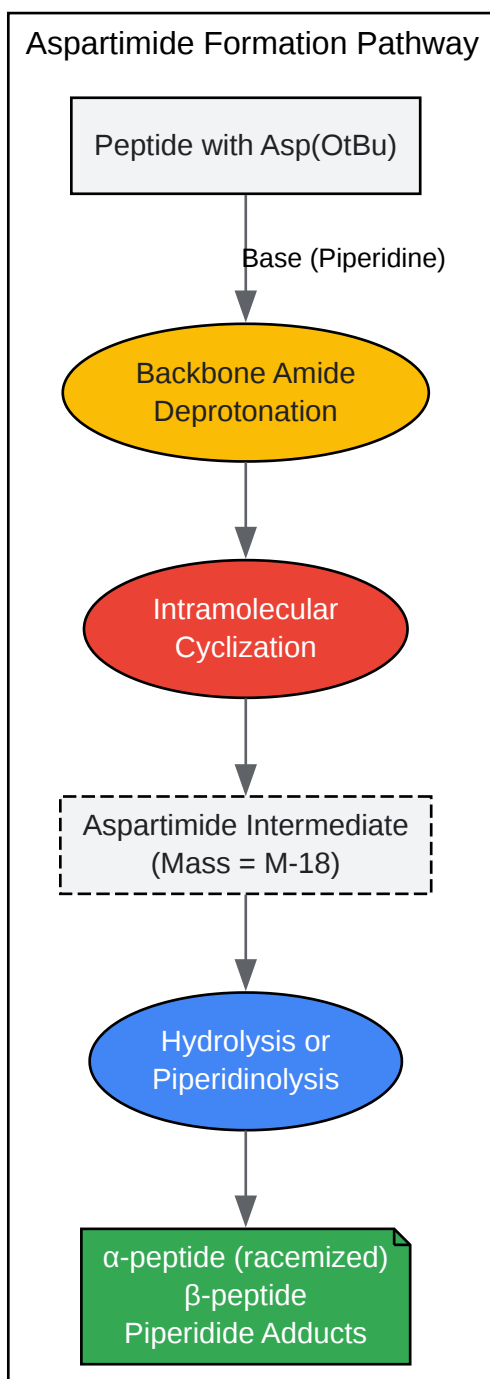 Aspartimide Formation Pathway
Peptide with Asp(OtBu)
Base (Piperidine)
Backbone Amide
Deprotonation
Intramolecular
Cyclization
Aspartimide Intermediate
(Mass = M-18)
Hydrolysis or
Piperidinolysis
α-peptide (racemized)
β-peptide
Piperidide Adducts